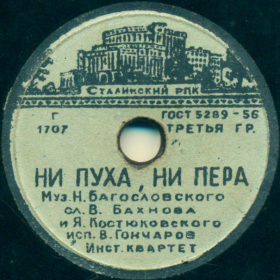 Сталинский РПК
Г
1707
ГОСТ 5289-56
ТРЕТЬЯ ГР.
НИ ПУХА, НИ ПЕРА
Муз. Н. Багословского
сл. В. Бахнова
и Я. Костюковского
исп. В. Гончаров
Инст. квартет